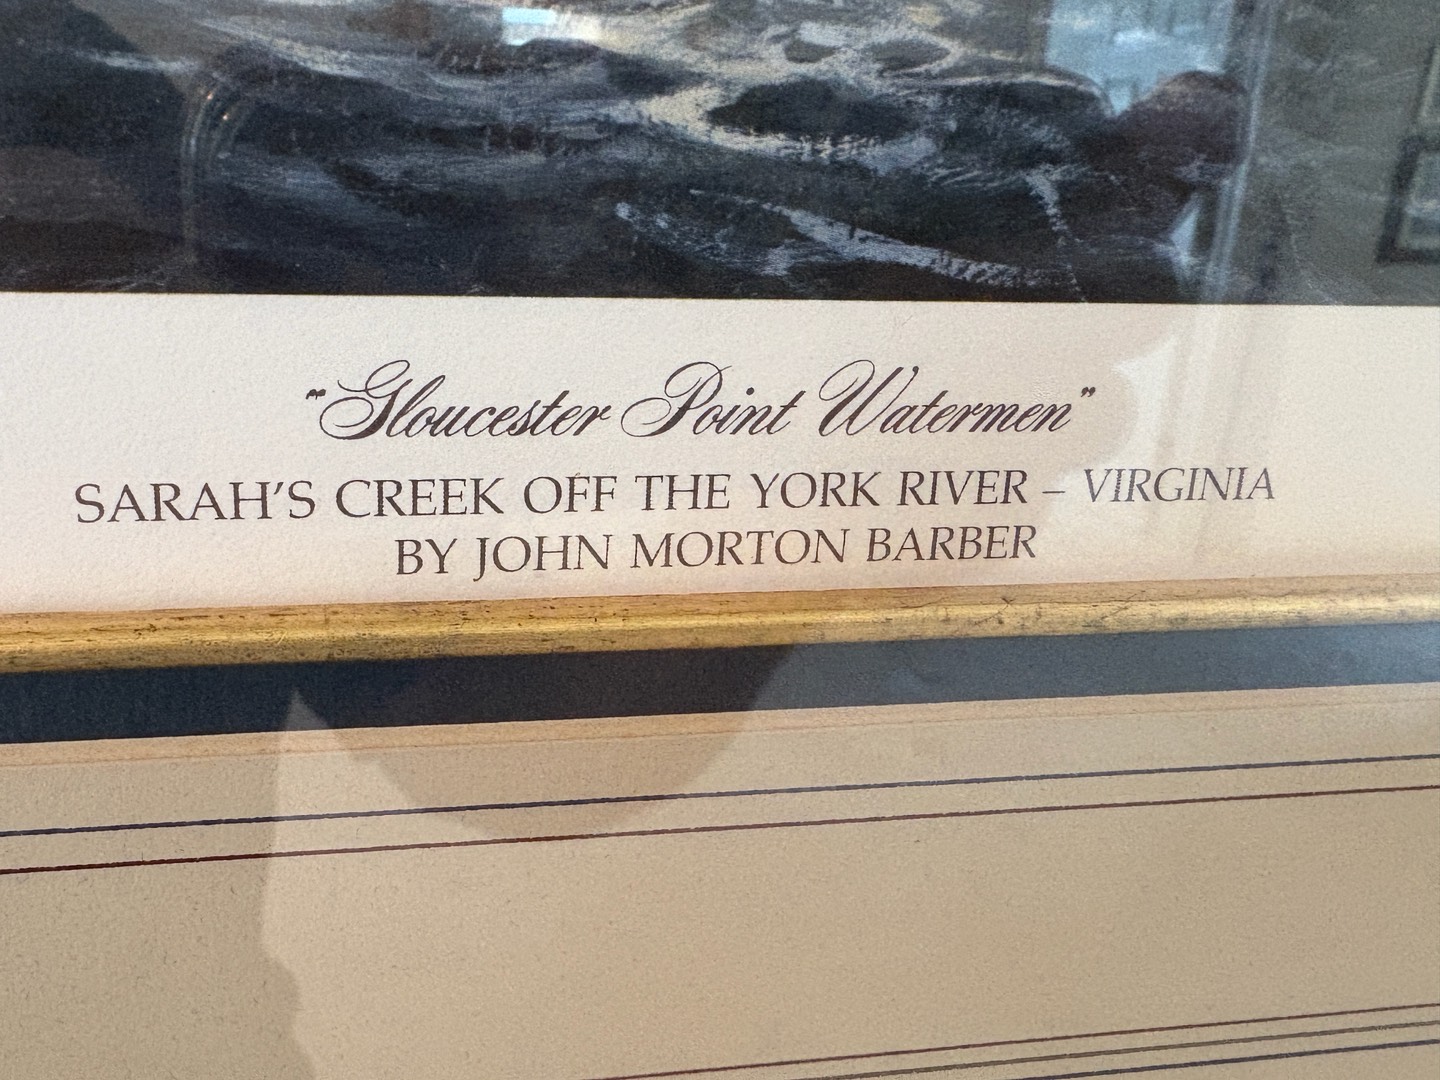 "Gloucester Point Watermen"
SARAH'S CREEK OFF THE YORK RIVER – VIRGINIA
BY JOHN MORTON BARBER